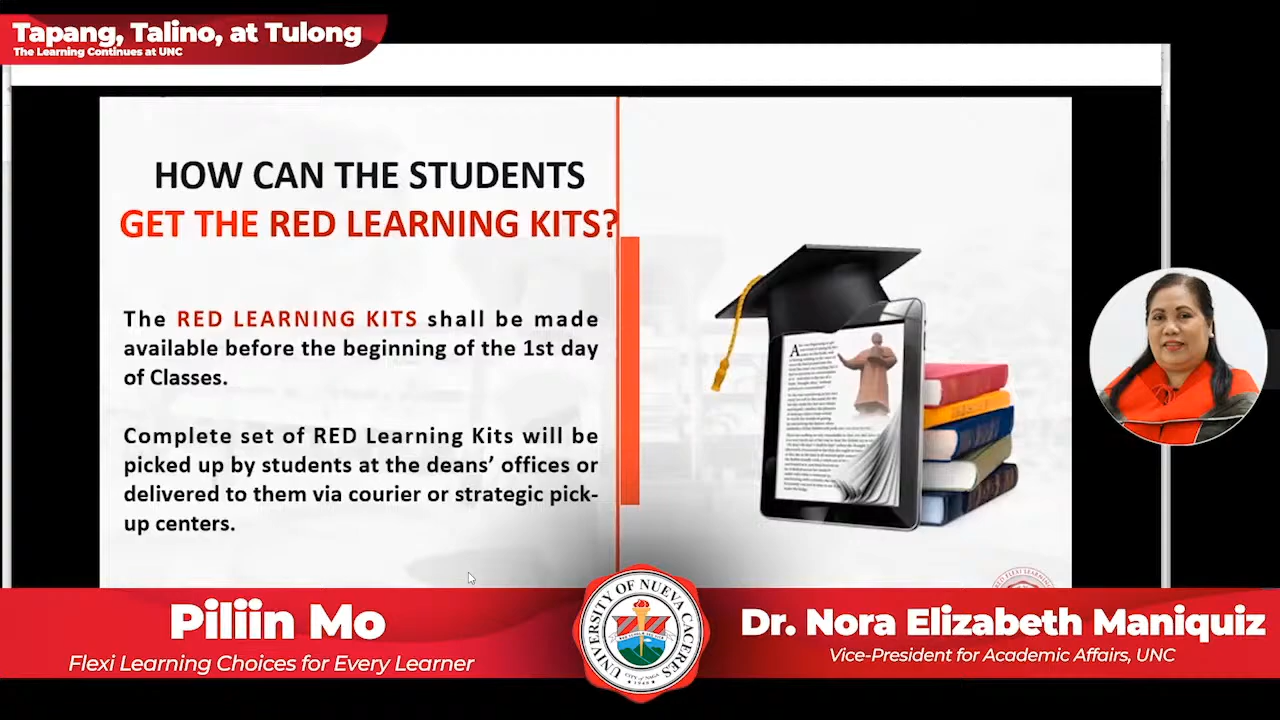 Tapang, Talino, at Tulong
The Learning Continues at UNC
HOW CAN THE STUDENTS
GET THE RED LEARNING KITS?
The RED LEARNING KITS shall be made
available before the beginning of the 1st day
of Classes.
Complete set of RED Learning Kits will be
picked up by students at the deans’ offices or
delivered to them via courier or strategic pick-
up centers.
Piliin Mo
Flexi Learning Choices for Every Learner
UNIVERSITY OF NUEVA CACERES
CITY of NAGA
1948
Dr. Nora Elizabeth Maniquiz
Vice-President for Academic Affairs, UNC